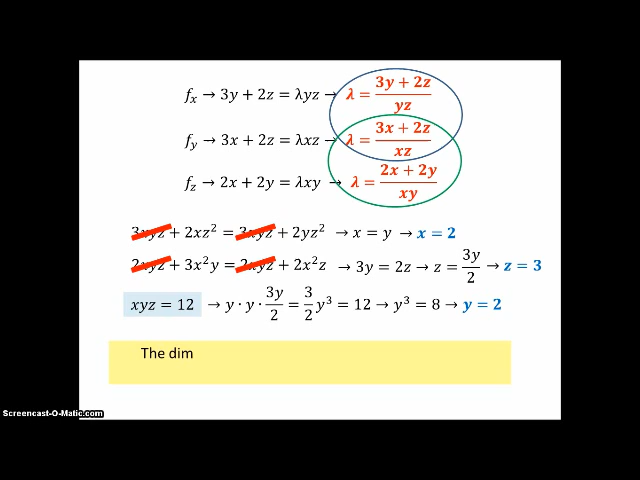 f_x → 3y + 2z = λyz → λ = (3y + 2z)/(yz)
f_y → 3x + 2z = λxz → λ = (3x + 2z)/(xz)
f_z → 2x + 2y = λxy → λ = (2x + 2y)/(xy)
3xyz + 2xz² = 3xyz + 2yz² → x = y → x = 2
2xyz + 3x²y = 2xyz + 2x²z → 3y = 2z → z = 3y/2 → z = 3
xyz = 12 → y · y · 3y/2 = 3/2 y³ = 12 → y³ = 8 → y = 2
The dim
Screencast-O-Matic.com